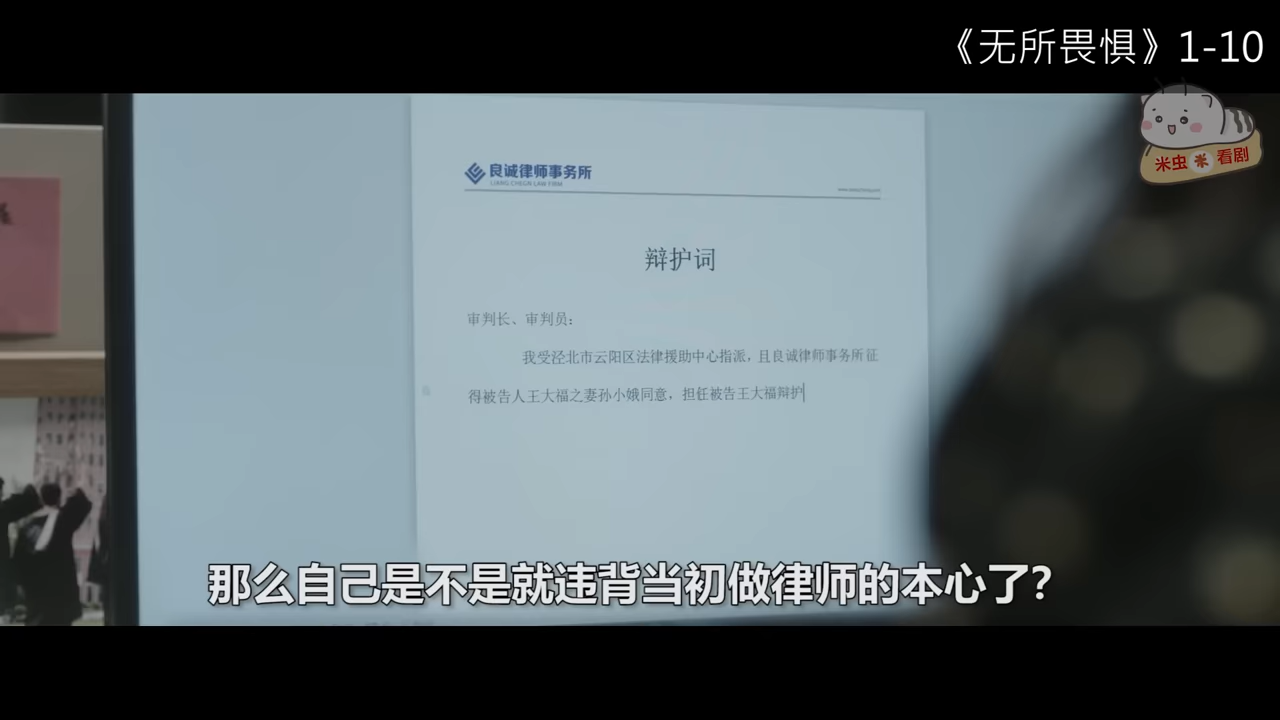 《无所畏惧》1-10
米虫 米 看剧
良诚律师事务所
LIANG CHEGN LAW FIRM
辩护词
审判长、审判员：
我受泾北市云阳区法律援助中心指派，且良诚律师事务所征
得被告人王大福之妻孙小娥同意，担任被告王大福辩护
那么自己是不是就违背当初做律师的本心了？